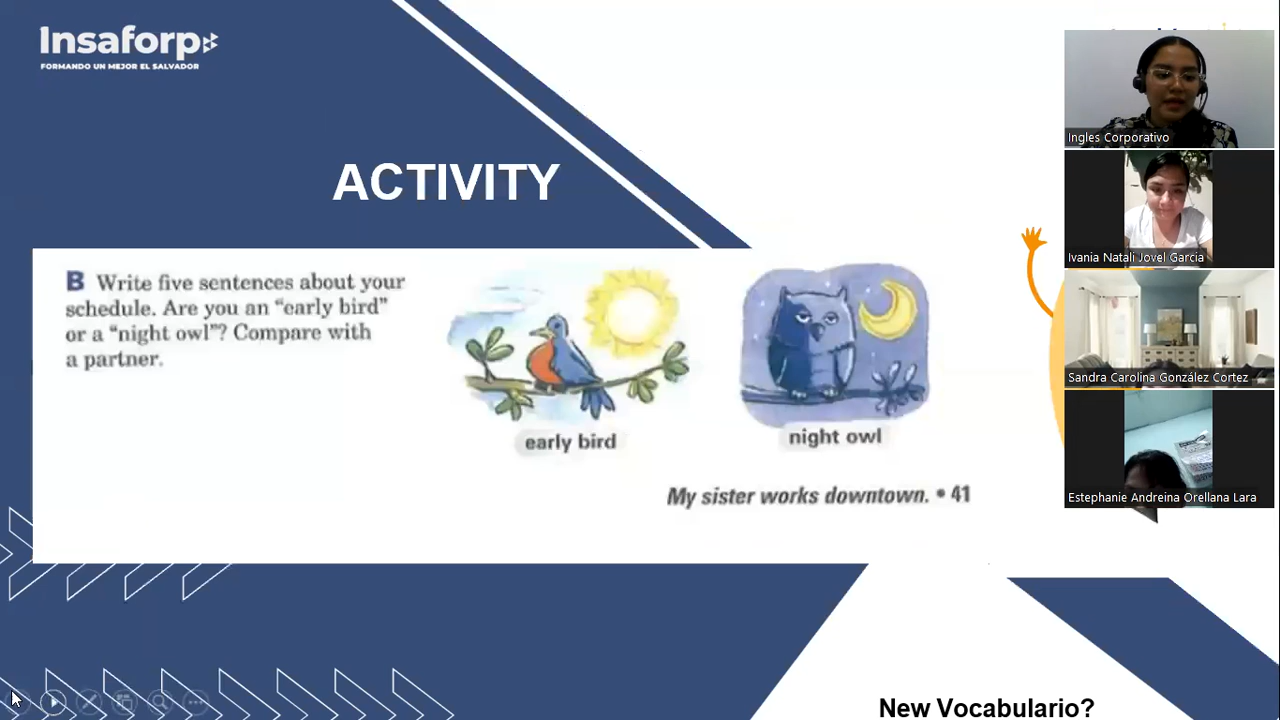 Insaforp
FORMANDO UN MEJOR EL SALVADOR
ACTIVITY
B Write five sentences about your
schedule. Are you an "early bird"
or a "night owl"? Compare with
a partner.
early bird
night owl
My sister works downtown. • 41
New Vocabulario?
Ingles Corporativo
Ivania Natali Jovel Garcia
Sandra Carolina González Cortez
Estephanie Andreina Orellana Lara